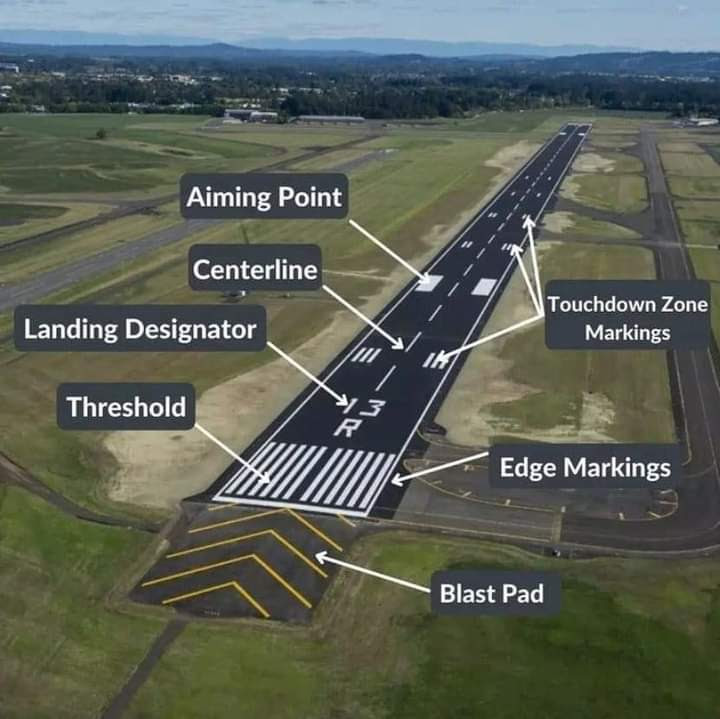 Aiming Point
Centerline
Landing Designator
Touchdown Zone
Markings
Threshold
13
R
Edge Markings
Blast Pad